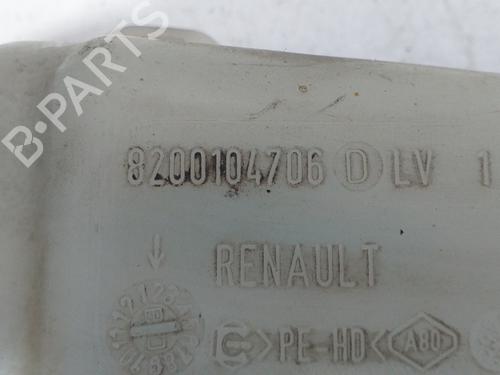 B-PARTS
8200104706 D LV 1
RENAULT
>PE-HD< A80